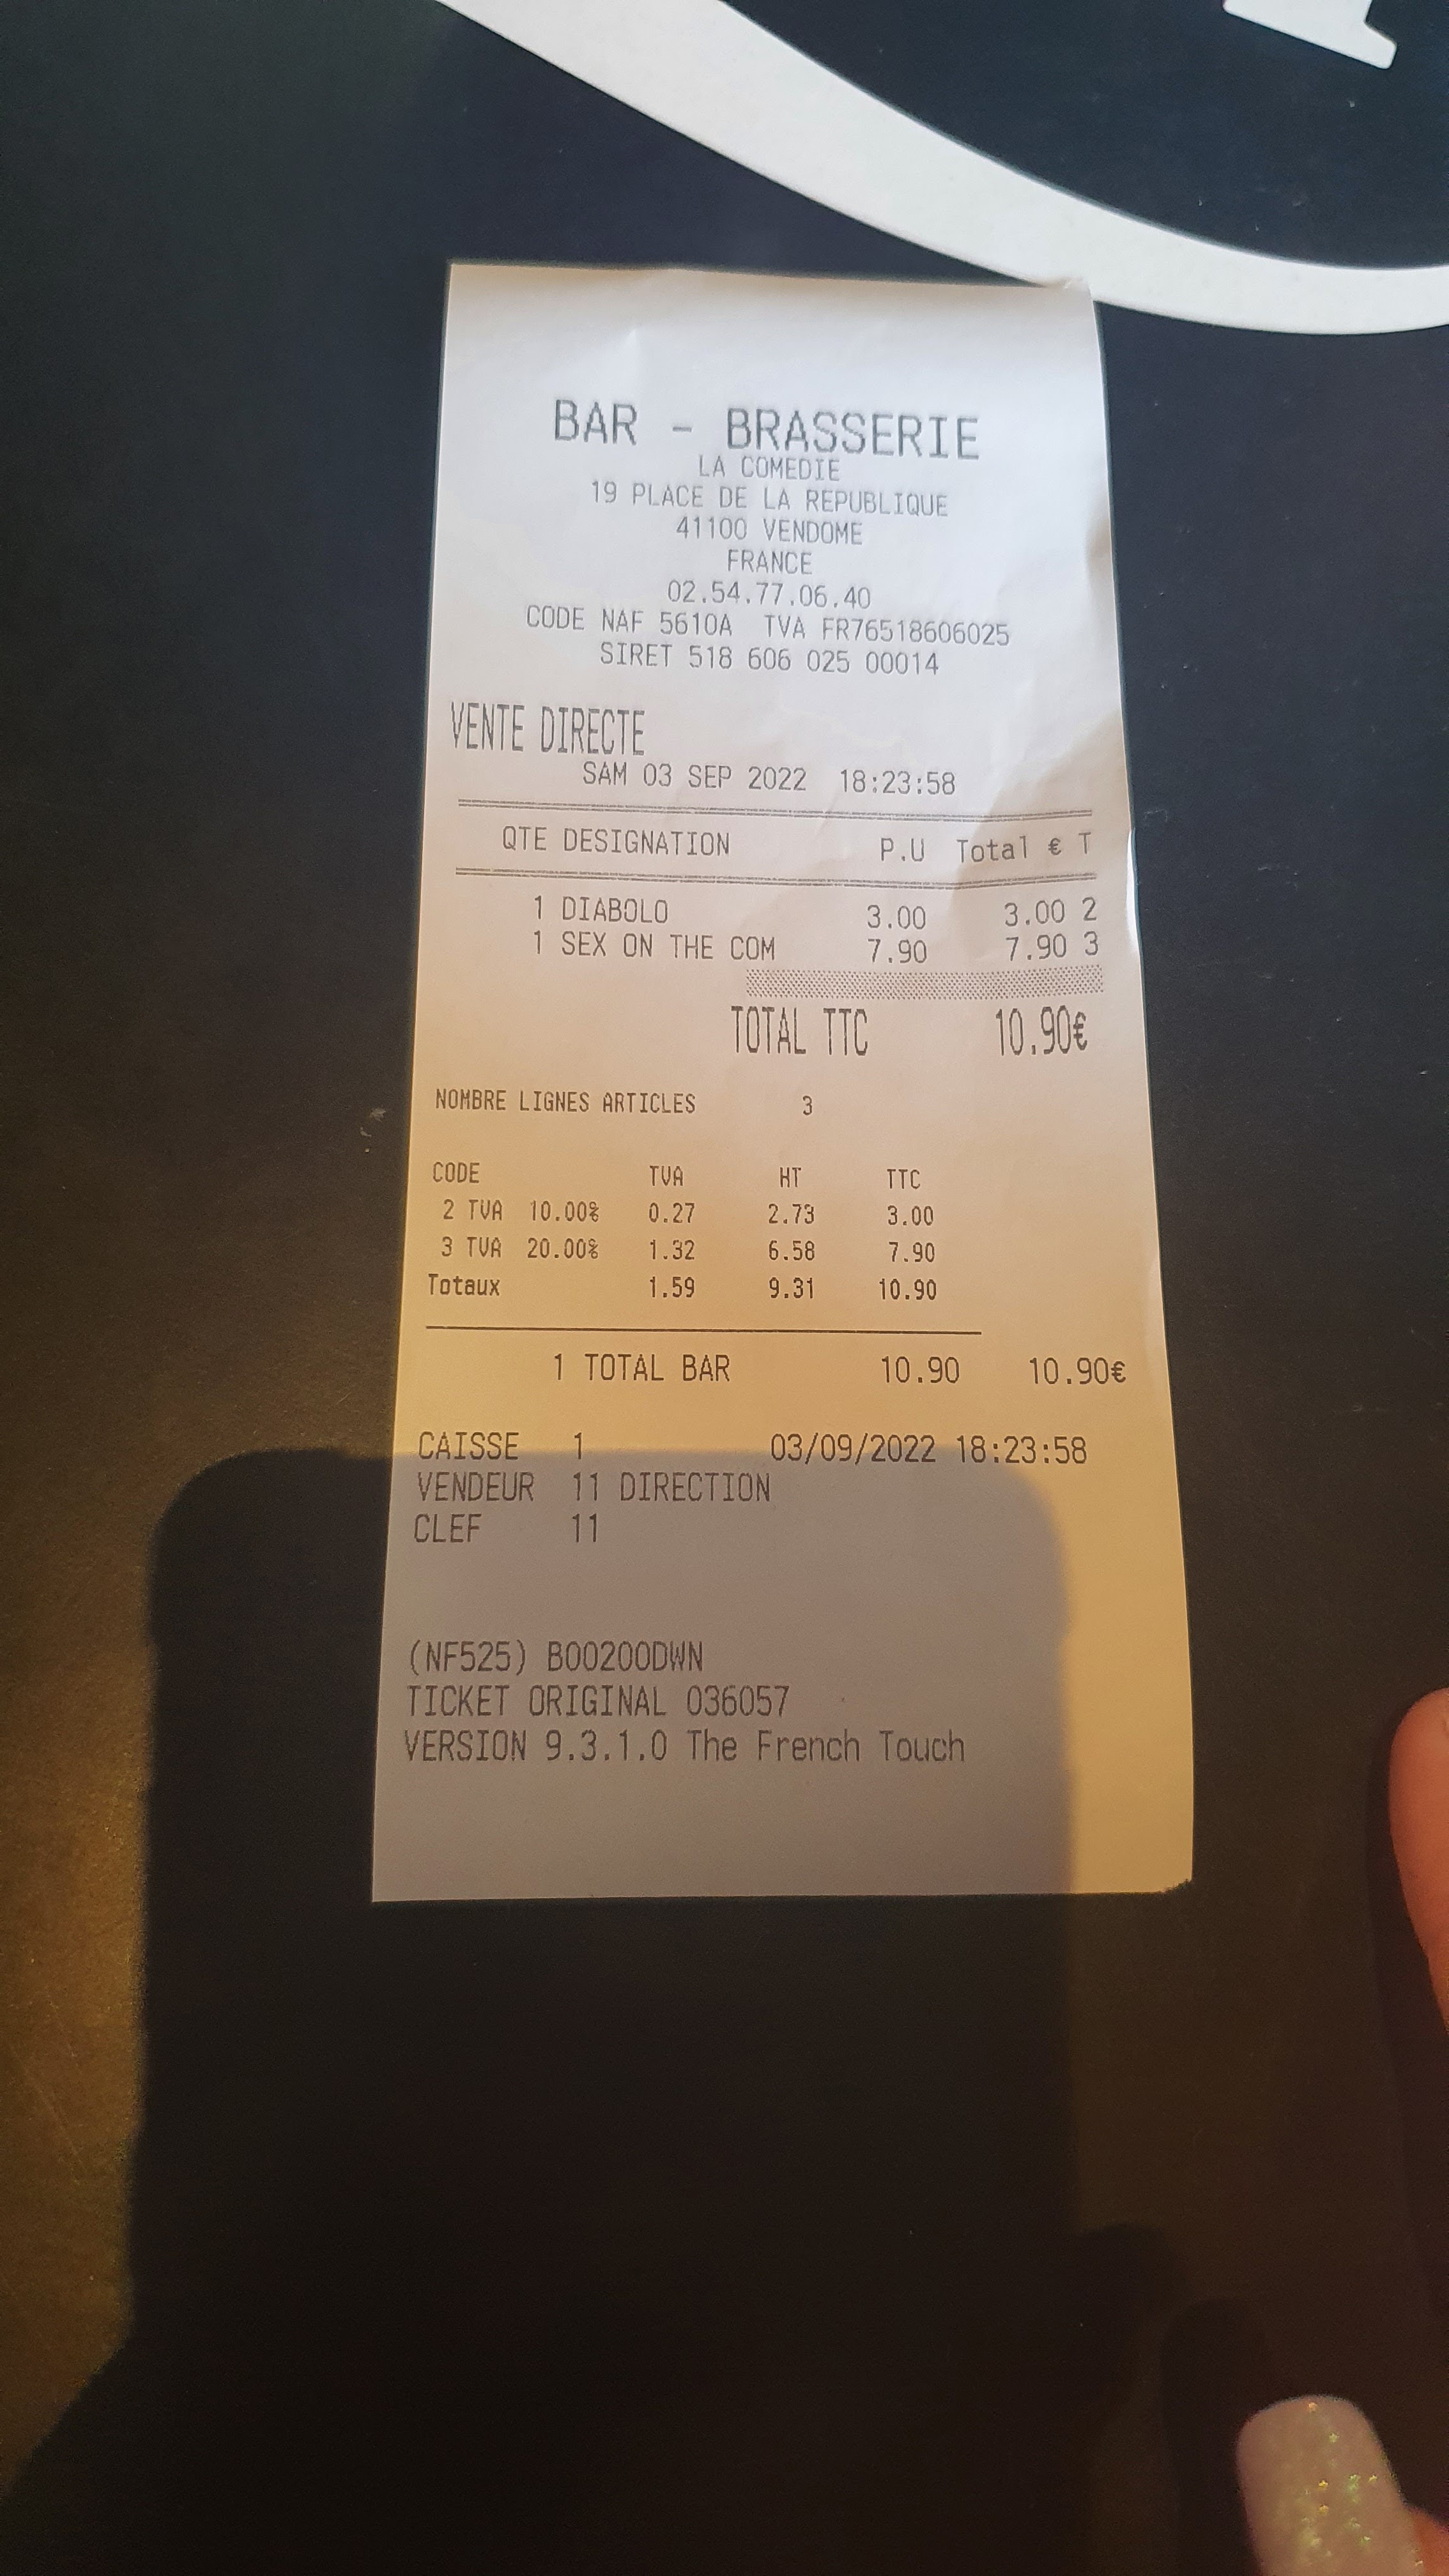 BAR - BRASSERIE
LA COMEDIE
19 PLACE DE LA REPUBLIQUE
41100 VENDOME
FRANCE
02.54.77.06.40
CODE NAF 5610A TVA FR76518606025
SIRET 518 606 025 00014
VENTE DIRECTE
SAM 03 SEP 2022 18:23:58
QTE DESIGNATION P.U Total € T
1 DIABOLO 3.00 3.00 2
1 SEX ON THE COM 7.90 7.90 3
TOTAL TTC 10.90€
NOMBRE LIGNES ARTICLES 3
CODE TVA HT TTC
2 TVA 10.00% 0.27 2.73 3.00
3 TVA 20.00% 1.32 6.58 7.90
Totaux 1.59 9.31 10.90
1 TOTAL BAR 10.90 10.90€
CAISSE 1 03/09/2022 18:23:58
VENDEUR 11 DIRECTION
CLEF 11
(NF525) B00200DWN
TICKET ORIGINAL 036057
VERSION 9.3.1.0 The French Touch